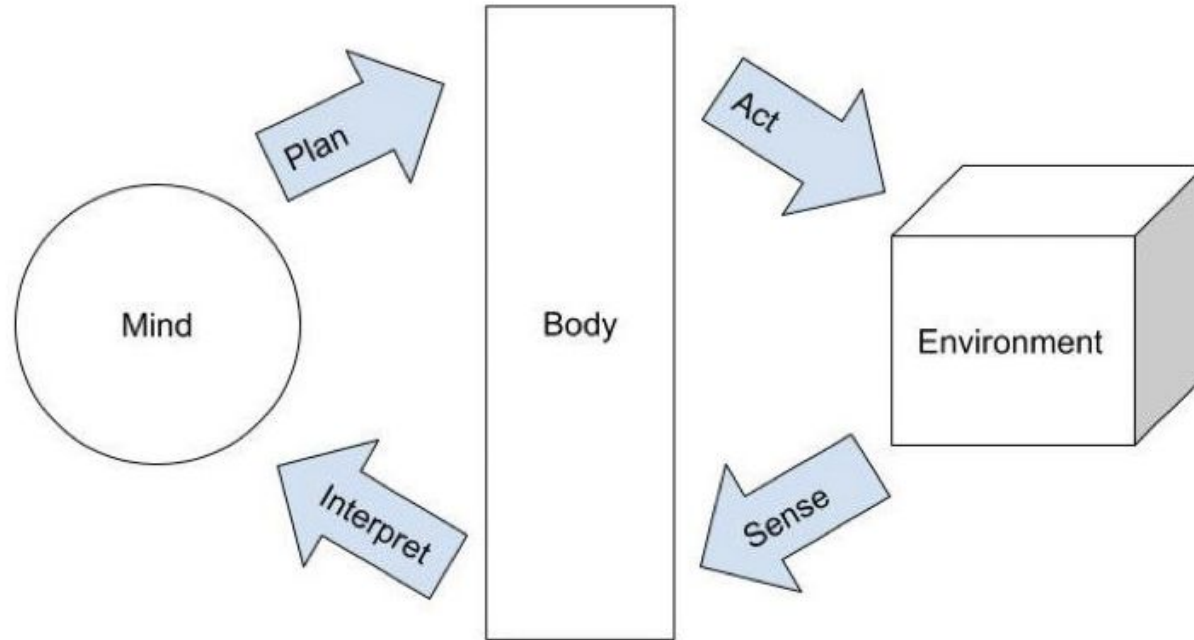 Plan
Act
Mind
Body
Environment
Interpret
Sense